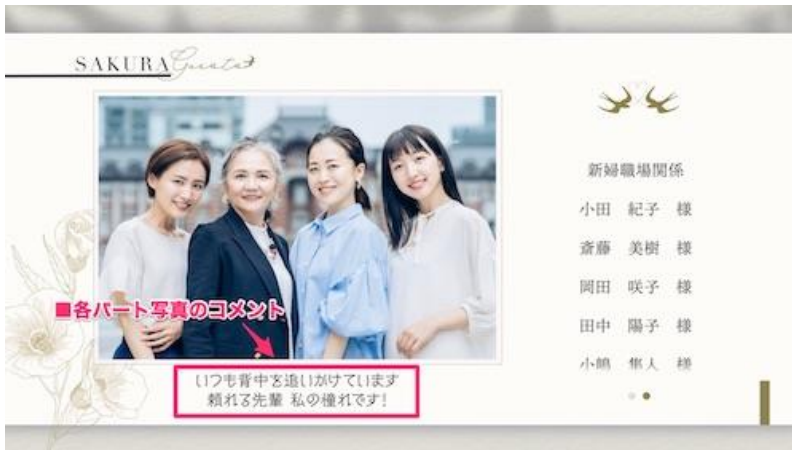 SAKURA Guests
■各パート写真のコメント
いつも背中を追いかけています
頼れる先輩 私の憧れです!
新婦職場関係
小田 紀子 様
斎藤 美樹 様
岡田 咲子 様
田中 陽子 様
小嶋 隼人 様